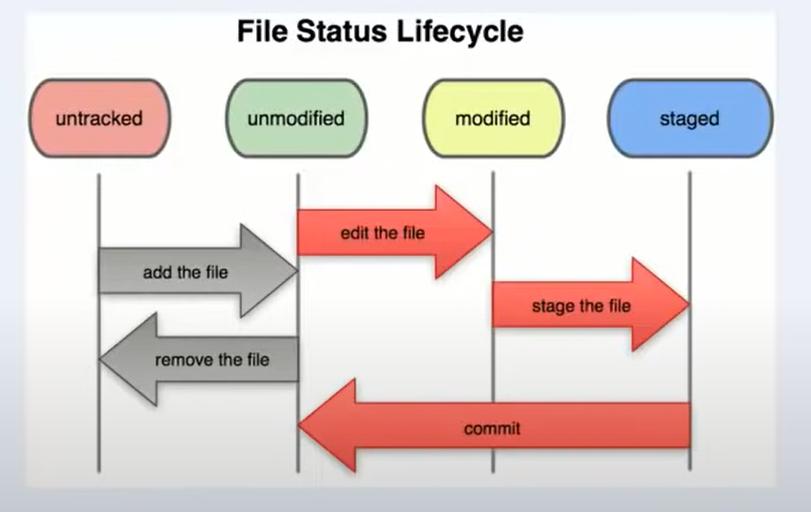 File Status Lifecycle
untracked
unmodified
modified
staged
edit the file
add the file
stage the file
remove the file
commit